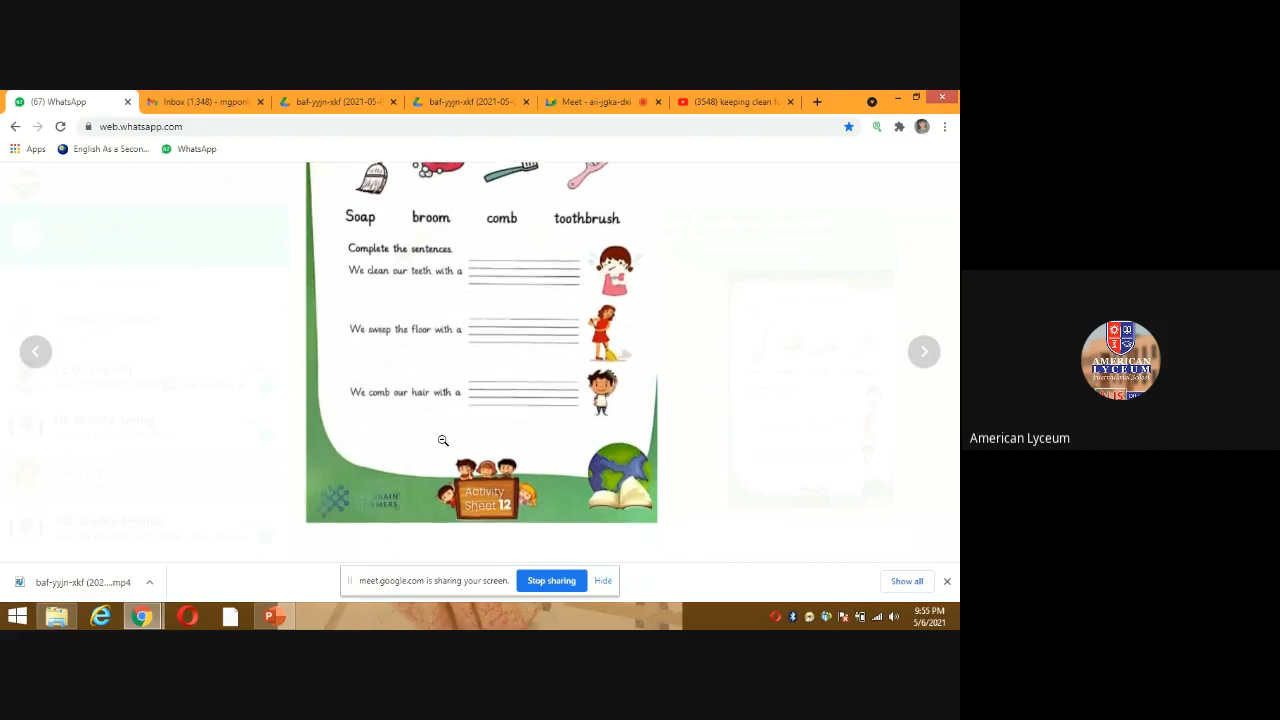 (67) WhatsApp
Inbox (1,348) - mgpon
baf-yyjn-xkf (2021-05-
baf-yyjn-xkf (2021-05-
Meet - aii-jgka-dxi
(3548) keeping clean fo
web.whatsapp.com
Apps
English As a Secon...
WhatsApp
Soap broom comb toothbrush
Complete the sentences.
We clean our teeth with a
We sweep the floor with a
We comb our hair with a
Activity
Sheet 12
AMERICAN
LYCEUM
International School
American Lyceum
baf-yyjn-xkf (202....mp4
meet.google.com is sharing your screen.
Stop sharing
Hide
Show all
9:55 PM
5/6/2021